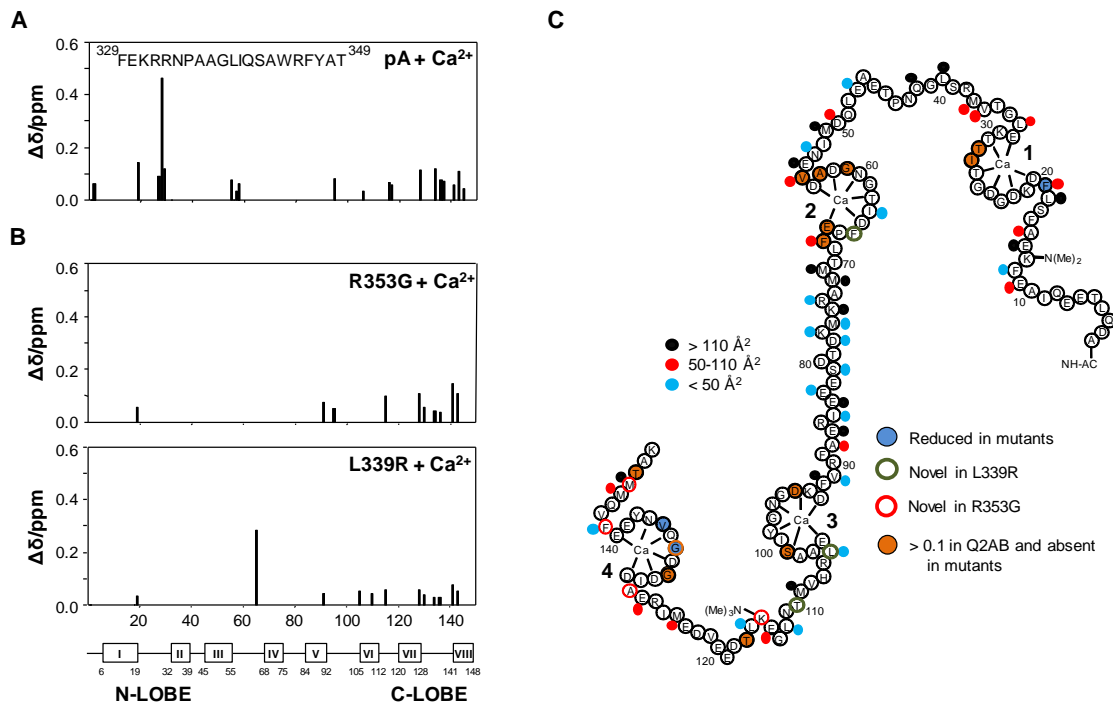 A
0.6
329FEKRRNPAAGLIQSAWRFYAT349
pA + Ca2+
0.4
0.2
0.0
Δδ/ppm
B
0.6
R353G + Ca2+
0.4
0.2
0.0
Δδ/ppm
0.6
L339R + Ca2+
0.4
0.2
0.0
Δδ/ppm
20 40 60 80 100 120 140
I II III IV V VI VII VIII
6 19 32 39 45 55 68 75 84 92 105 112 120 128 141 148
N-LOBE C-LOBE
C
> 110 Å2
50-110 Å2
< 50 Å2
Reduced in mutants
Novel in L339R
Novel in R353G
> 0.1 in Q2AB and absent
in mutants
1
2
3
4
Ca
Ca
Ca
Ca
10
20
30
40
50
60
70
80
90
100
110
120
140
N(Me)2
(Me)3N
NH-AC